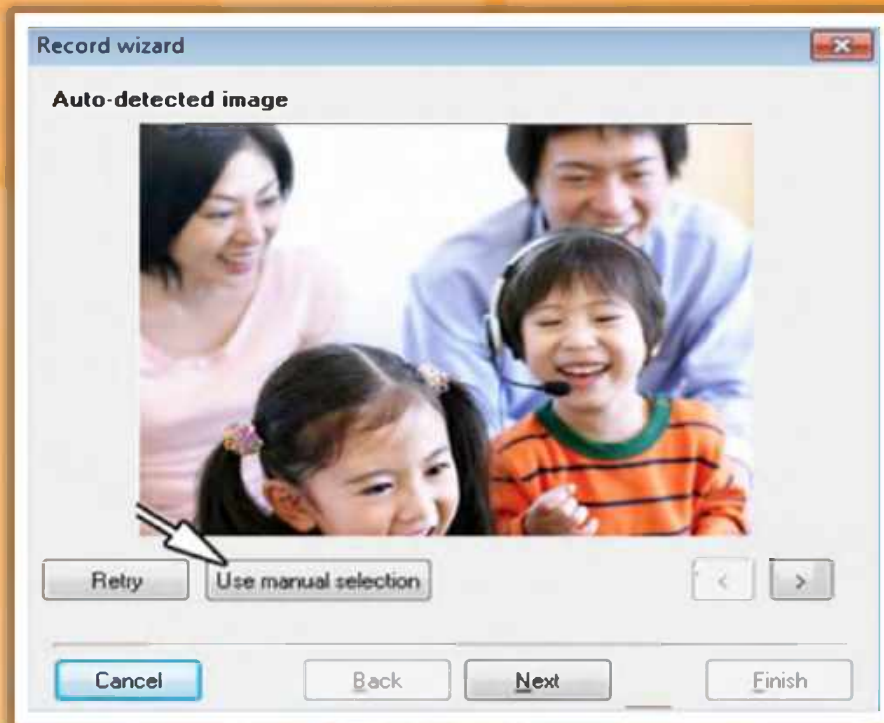 Record wizard
Auto-detected image
Retry
Use manual selection
<
>
Cancel
Back
Next
Finish